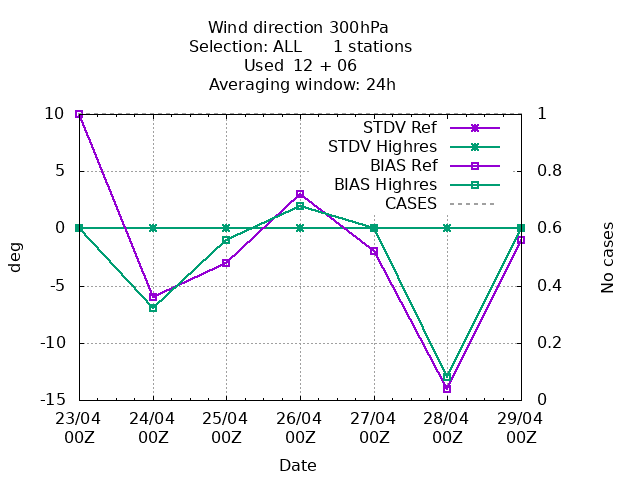 Wind direction 300hPa
Selection: ALL      1 stations
Used  12 + 06
Averaging window: 24h
STDV Ref
STDV Highres
BIAS Ref
BIAS Highres
CASES
deg
10
5
0
-5
-10
-15
1
0.8
0.6
0.4
0.2
0
No cases
23/04 24/04 25/04 26/04 27/04 28/04 29/04
00Z 00Z 00Z 00Z 00Z 00Z 00Z
Date